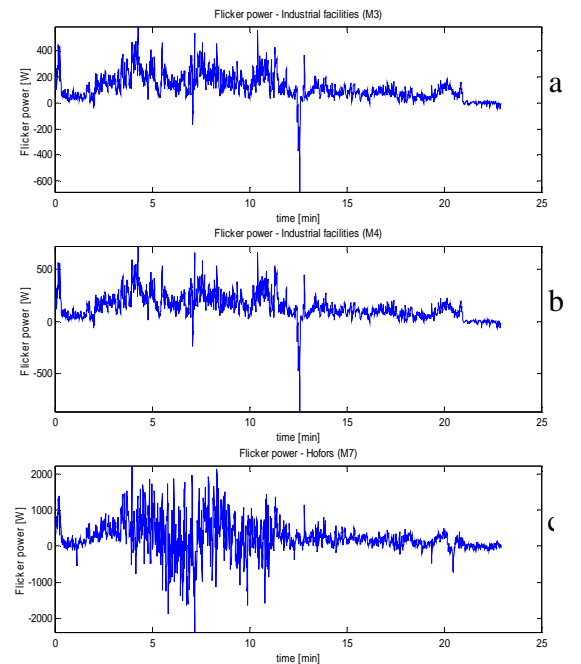 Flicker power - Industrial facilities (M3)
400
200
0
-200
-400
-600
Flicker power [W]
0 5 10 15 20 25
time [min]
a
Flicker power - Industrial facilities (M4)
500
0
-500
Flicker power [W]
0 5 10 15 20 25
time [min]
b
Flicker power - Hofors (M7)
2000
1000
0
-1000
-2000
Flicker power [W]
0 5 10 15 20 25
time [min]
c